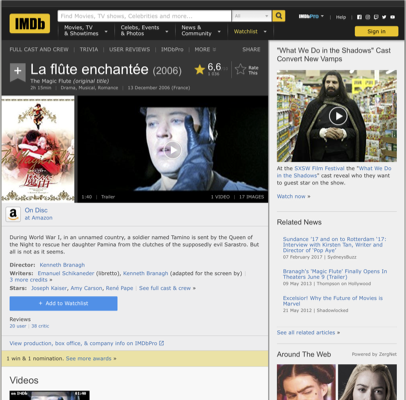 IMDb
Find Movies, TV shows, Celebrities and more...
All
IMDbPro
Help
Movies, TV
& Showtimes
Celebs, Events
& Photos
News &
Community
Watchlist
Sign in
FULL CAST AND CREW | TRIVIA | USER REVIEWS | IMDbPro | MORE
SHARE
La flûte enchantée (2006)
The Magic Flute (original title)
2h 15min | Drama, Musical, Romance | 13 December 2006 (France)
6,6
Rate
This
1:40 | Trailer
1 VIDEO | 17 IMAGES
On Disc
at Amazon
During World War I, in an unnamed country, a soldier named Tamino is sent by the Queen of
the Night to rescue her daughter Pamina from the clutches of the supposedly evil Sarastro. But
all is not as it seems.
Director: Kenneth Branagh
Writers: Emanuel Schikaneder (libretto), Kenneth Branagh (adapted for the screen by) |
3 more credits »
Stars: Joseph Kaiser, Amy Carson, René Pape | See full cast & crew »
+ Add to Watchlist
Reviews
20 user | 38 critic
View production, box office, & company info on IMDbPro
1 win & 1 nomination. See more awards »
Videos
"What We Do in the Shadows" Cast
Convert New Vamps
At the SXSW Film Festival the "What We
Do in the Shadows" cast reveal who they
want to guest star on the show.
Watch now »
Related News
Sundance '17 and on to Rotterdam '17:
Interview with Kirsten Tan, Writer and
Director of 'Pop Aye'
07 February 2017 | SydneysBuzz
Branagh's 'Magic Flute' Finally Opens In
Theaters June 9 (Trailer)
09 May 2013 | Thompson on Hollywood
Excelsior! Why the Future of Movies is
Marvel
21 May 2012 | Shadowlocked
See all related articles »
Around The Web
Powered by ZergNet